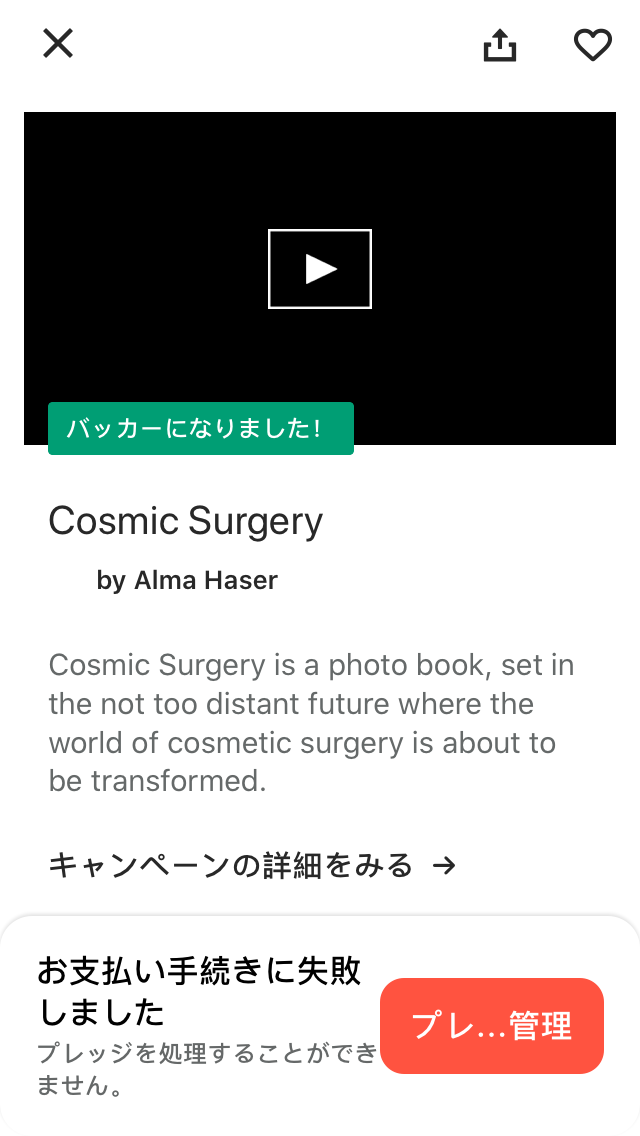 バッカーになりました!
Cosmic Surgery
by Alma Haser
Cosmic Surgery is a photo book, set in
the not too distant future where the
world of cosmetic surgery is about to
be transformed.
キャンペーンの詳細をみる →
お支払い手続きに失敗
しました
プレッジを処理することができ
ません。
プレ...管理